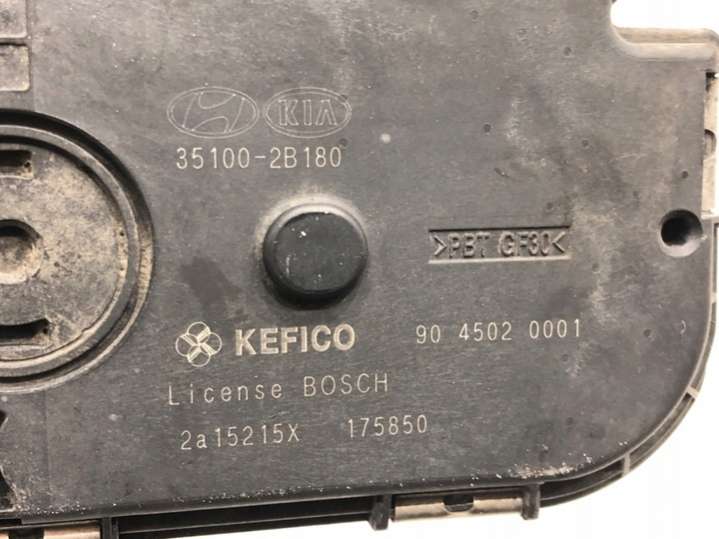 KIA
35100-2B180
>PBT GF30<
KEFICO
90 4502 0001
License BOSCH
2a15215X 175850